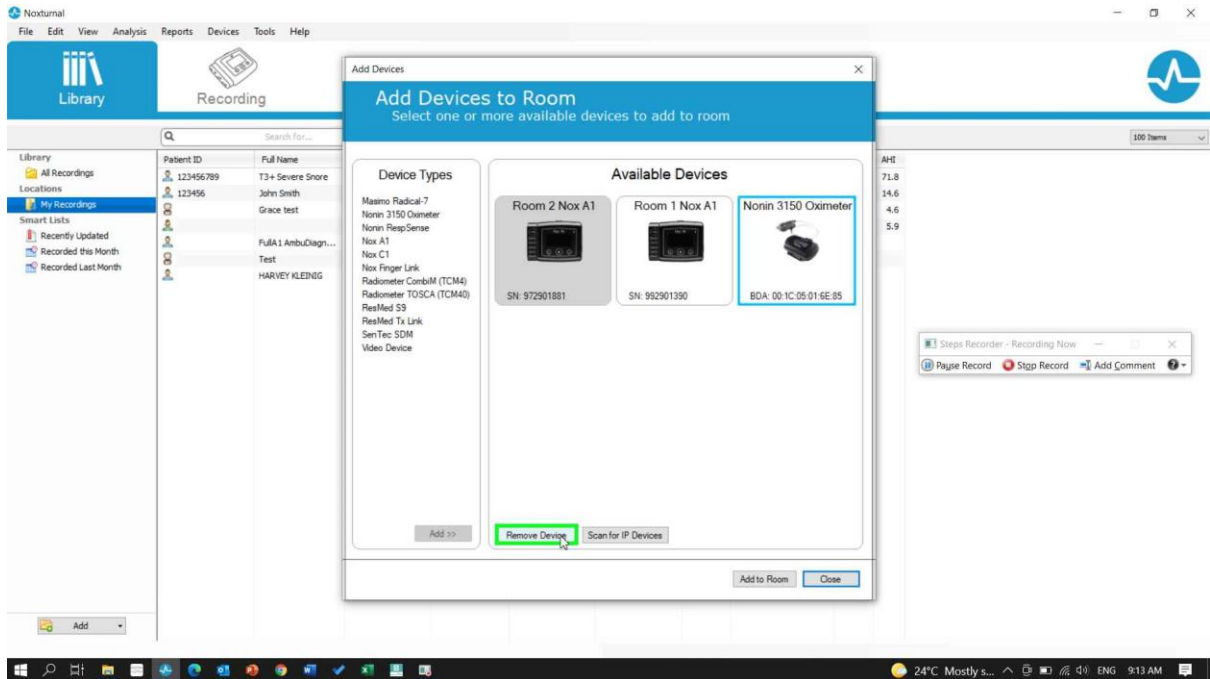 Noxturnal
File Edit View Analysis Reports Devices Tools Help
Library
Recording
Search for...
100 Items
Library
All Recordings
Locations
My Recordings
Smart Lists
Recently Updated
Recorded this Month
Recorded Last Month
Patient ID Full Name
123456789 T3+ Severe Snore
123456 John Smith
Grace test
FullA1 AmbuDiagn...
Test
HARVEY KLEINIG
AHI
71.8
14.6
4.6
5.9
Add
Add Devices
Add Devices to Room
Select one or more available devices to add to room
Device Types
Masimo Radical-7
Nonin 3150 Oximeter
Nonin RespSense
Nox A1
Nox C1
Nox Finger Link
Radiometer CombiM (TCM4)
Radiometer TOSCA (TCM40)
ResMed S9
ResMed Tx Link
SenTec SDM
Video Device
Add >>
Available Devices
Room 2 Nox A1
SN: 972901881
Room 1 Nox A1
SN: 992901390
Nonin 3150 Oximeter
BDA: 00:1C:05:01:6E:85
Remove Device Scan for IP Devices
Add to Room Close
Steps Recorder - Recording Now
Pause Record Stop Record Add Comment
24°C Mostly s... ENG 9:13 AM